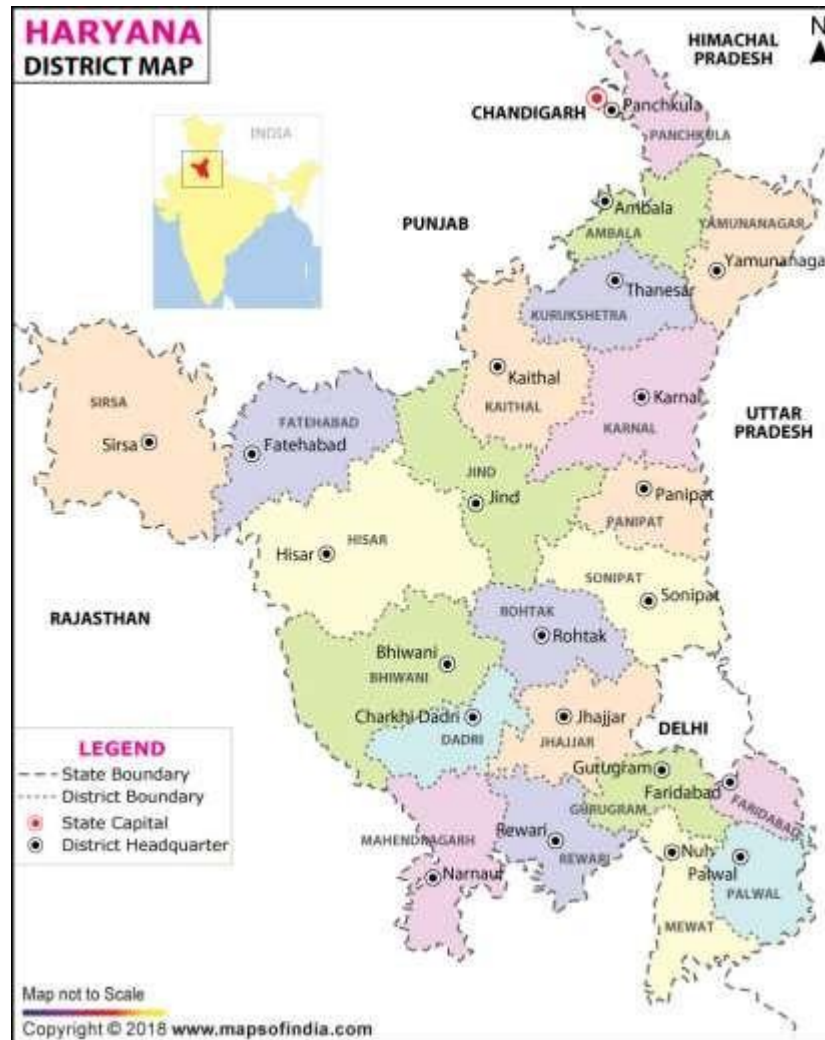 HARYANA
DISTRICT MAP
N
HIMACHAL
PRADESH
INDIA
CHANDIGARH
Panchkula
PANCHKULA
PUNJAB
Ambala
AMBALA
YAMUNANAGAR
Yamunanaga
Thanesar
KURUKSHETRA
Kaithal
KAITHAL
Karnal
KARNAL
UTTAR
PRADESH
SIRSA
Sirsa
FATEHABAD
Fatehabad
JIND
Jind
Panipat
PANIPAT
HISAR
Hisar
SONIPAT
Sonipat
RAJASTHAN
ROHTAK
Rohtak
Bhiwani
BHIWANI
Charkhi-Dadri
DADRI
Jhajjar
JHAJJAR
DELHI
Gurugram
Faridabad
FARIDABAD
GURUGRAM
MAHENDRAGARH
Rewari
REWARI
Narnaur
Nuh
Palwal
PALWAL
MEWAT
LEGEND
State Boundary
District Boundary
State Capital
District Headquarter
Map not to Scale
Copyright © 2018 www.mapsofindia.com